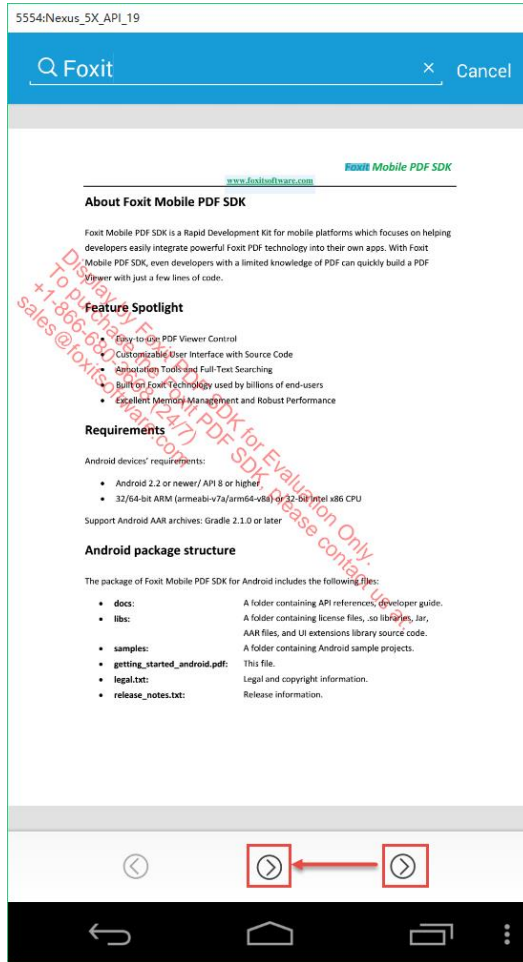 5554:Nexus_5X_API_19
Foxit
× Cancel
Foxit Mobile PDF SDK
www.foxitsoftware.com
About Foxit Mobile PDF SDK
Foxit Mobile PDF SDK is a Rapid Development Kit for mobile platforms which focuses on helping
developers easily integrate powerful Foxit PDF technology into their own apps. With Foxit
Mobile PDF SDK, even developers with a limited knowledge of PDF can quickly build a PDF
Viewer with just a few lines of code.
Feature Spotlight
• Easy-to-use PDF Viewer Control
• Customizable User Interface with Source Code
• Annotation Tools and Full-Text Searching
• Built on Foxit Technology used by billions of end-users
• Excellent Memory Management and Robust Performance
Requirements
Android devices' requirements:
• Android 2.2 or newer/ API 8 or higher
• 32/64-bit ARM (armeabi-v7a/arm64-v8a) or 32-bit Intel x86 CPU
Support Android AAR archives: Gradle 2.1.0 or later
Android package structure
The package of Foxit Mobile PDF SDK for Android includes the following files:
• docs: A folder containing API references, developer guide.
• libs: A folder containing license files, .so libraries, Jar,
AAR files, and UI extensions library source code.
• samples: A folder containing Android sample projects.
• getting_started_android.pdf: This file.
• legal.txt: Legal and copyright information.
• release_notes.txt: Release information.
Display by Foxit PDF SDK for Evaluation Only.
To purchase the Foxit PDF SDK, please contact us at:
+1-866-680-3668 (24/7)
sales@foxitsoftware.com